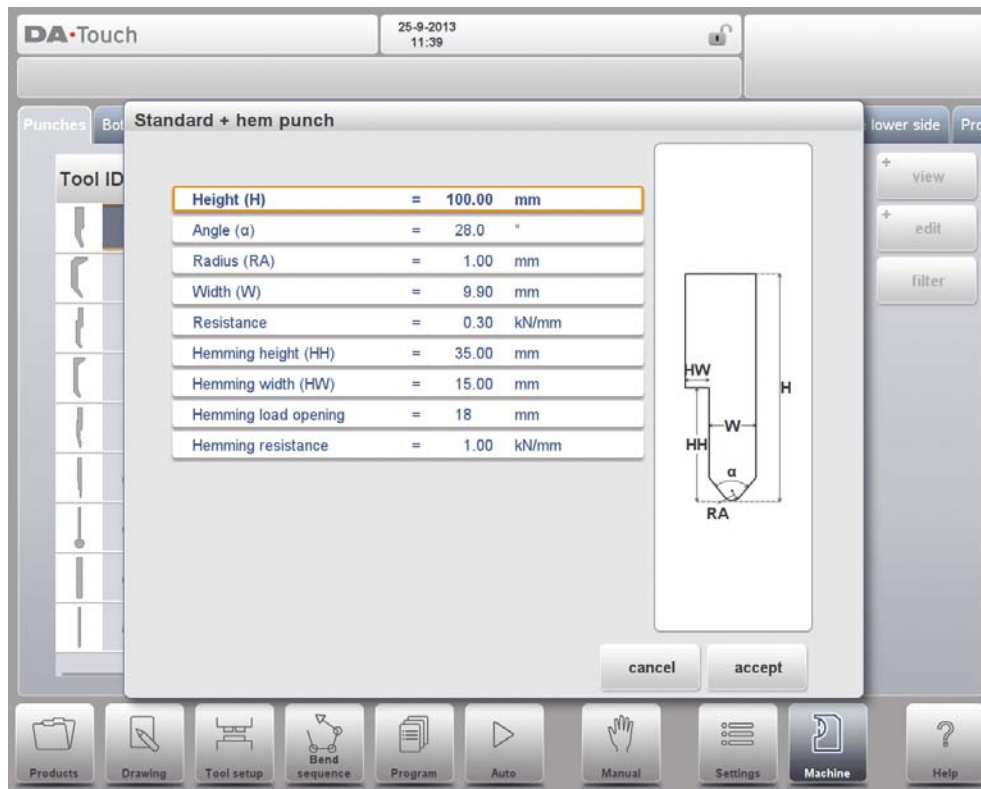 DA•Touch
25-9-2013
11:39
Punches
Bot
lower side
Pro
Standard + hem punch
Tool ID
Height (H) = 100.00 mm
Angle (α) = 28.0 °
Radius (RA) = 1.00 mm
Width (W) = 9.90 mm
Resistance = 0.30 kN/mm
Hemming height (HH) = 35.00 mm
Hemming width (HW) = 15.00 mm
Hemming load opening = 18 mm
Hemming resistance = 1.00 kN/mm
HW
H
W
HH
α
RA
+ view
+ edit
filter
cancel
accept
Products
Drawing
Tool setup
Bend
sequence
Program
Auto
Manual
Settings
Machine
?
Help